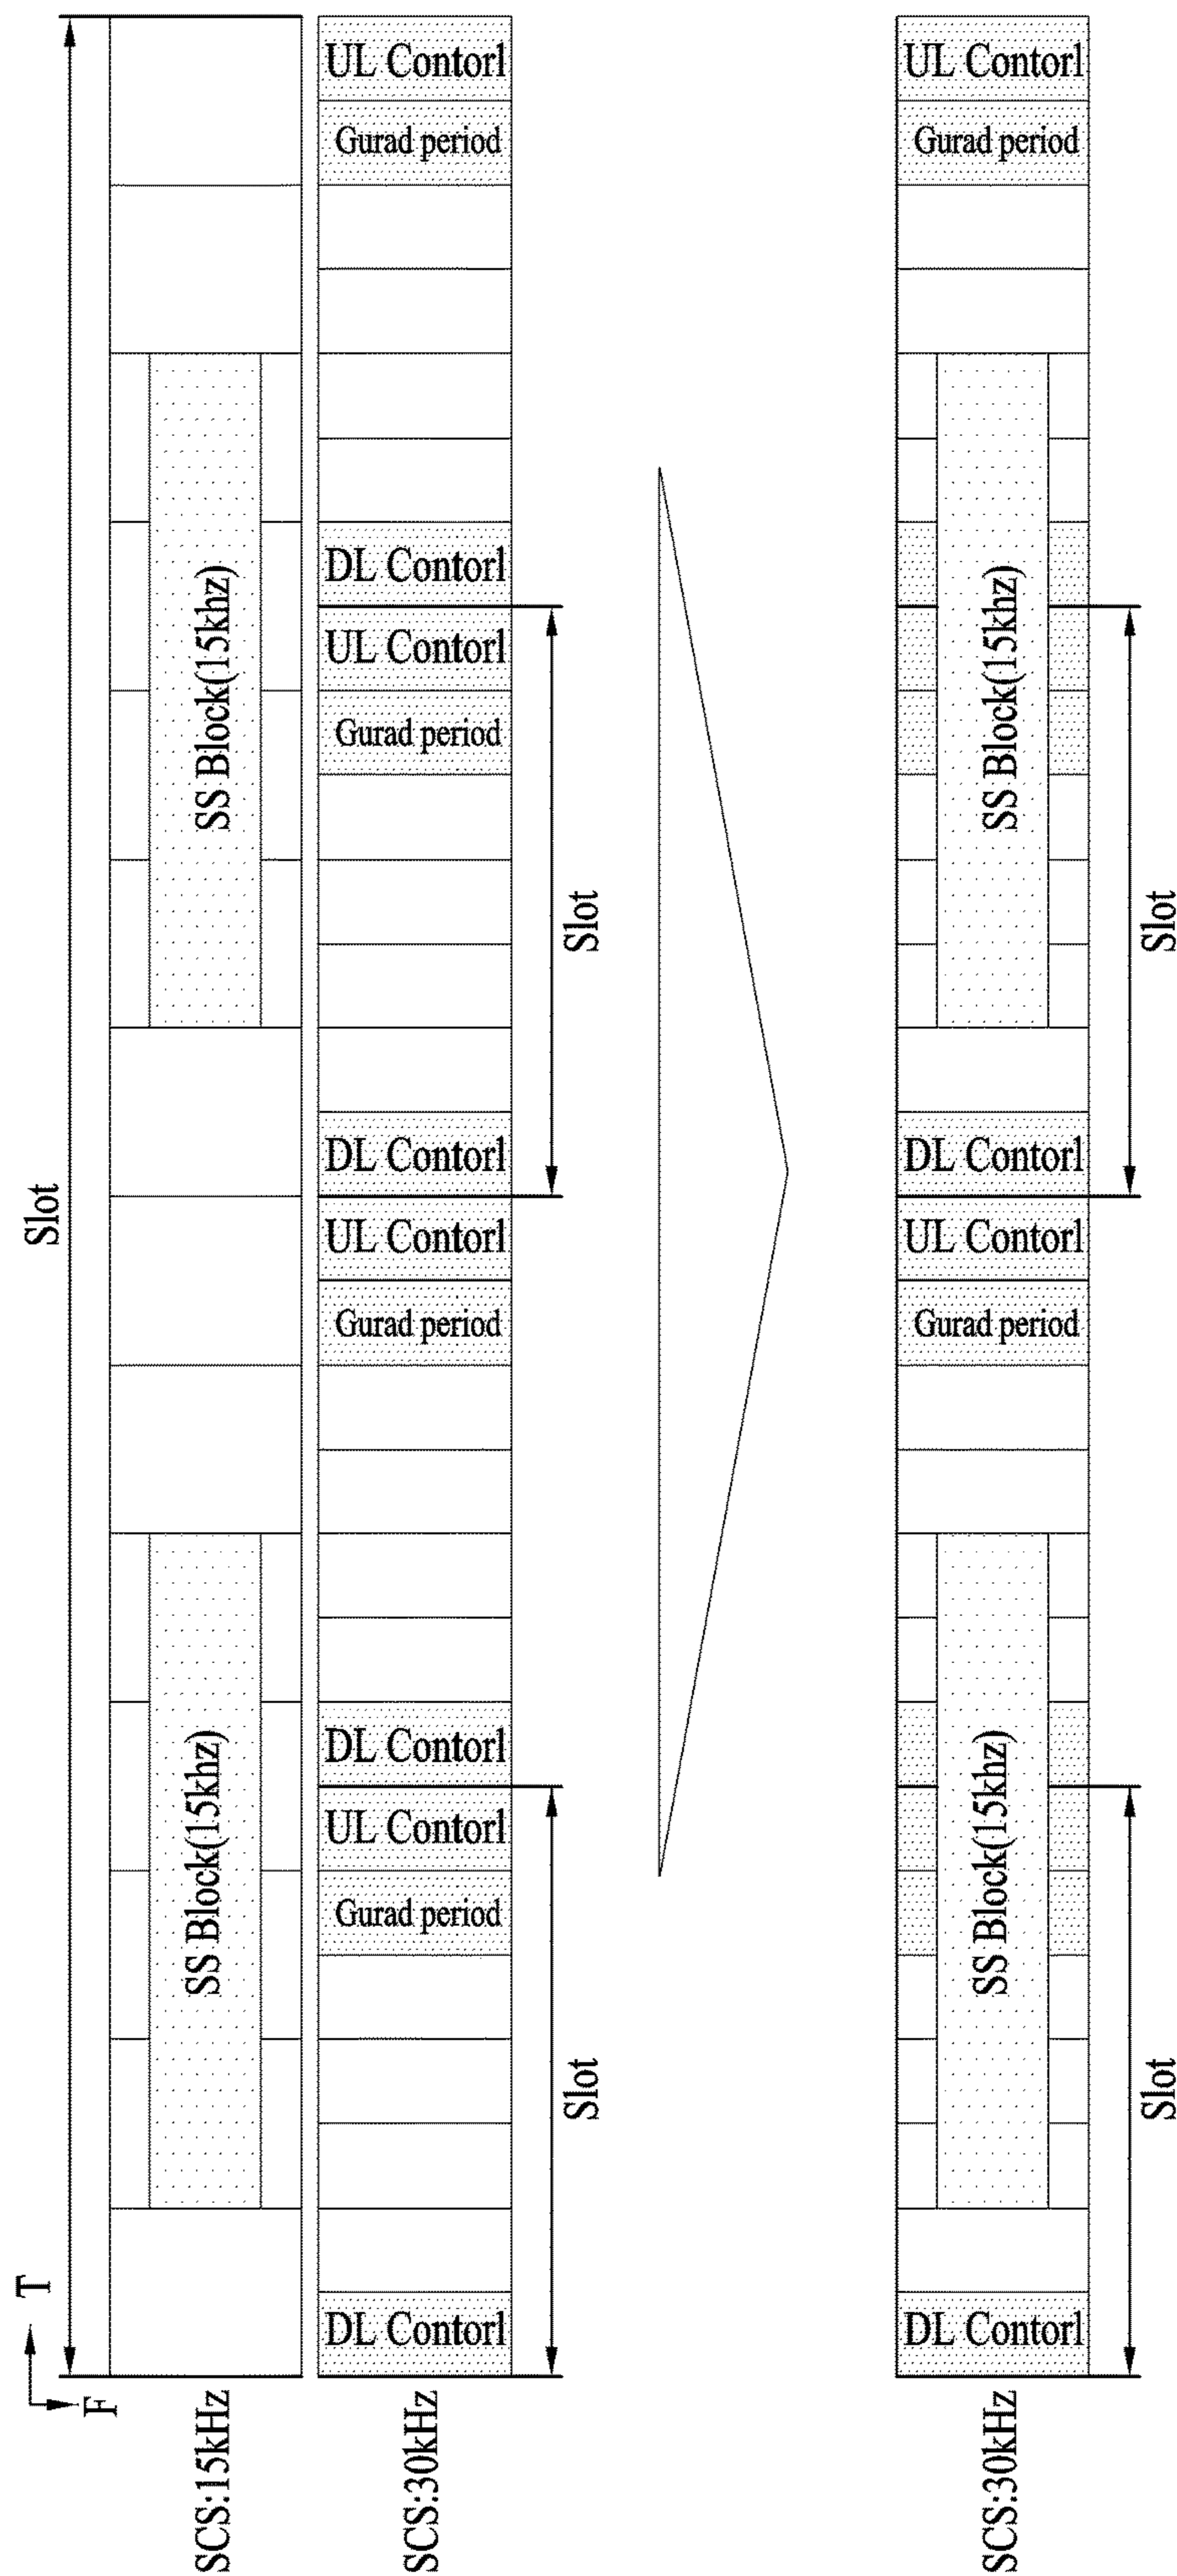 T
F
Slot
SCS:15kHz
SS Block(15khz)
SS Block(15khz)
SCS:30kHz
DL Contorl
Gurad period
UL Contorl
DL Contorl
Gurad period
UL Contorl
DL Contorl
Gurad period
UL Contorl
DL Contorl
Gurad period
UL Contorl
Slot
Slot
SCS:30kHz
DL Contorl
SS Block(15khz)
Gurad period
UL Contorl
DL Contorl
SS Block(15khz)
Gurad period
UL Contorl
Slot
Slot